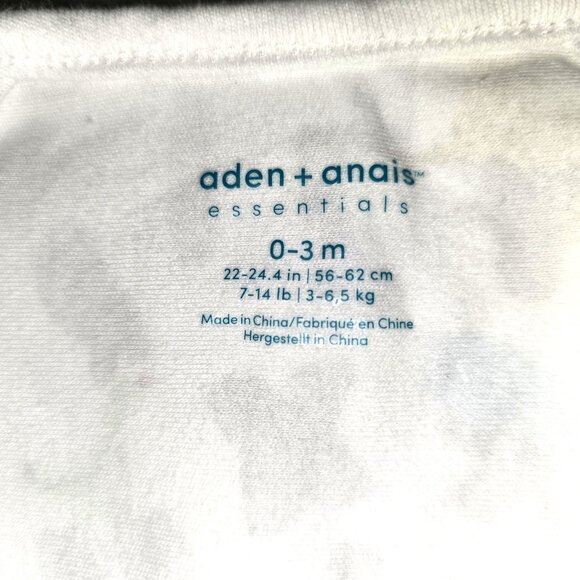 aden + anais™
essentials
0-3 m
22-24.4 in | 56-62 cm
7-14 lb | 3-6,5 kg
Made in China/Fabriqué en Chine
Hergestellt in China